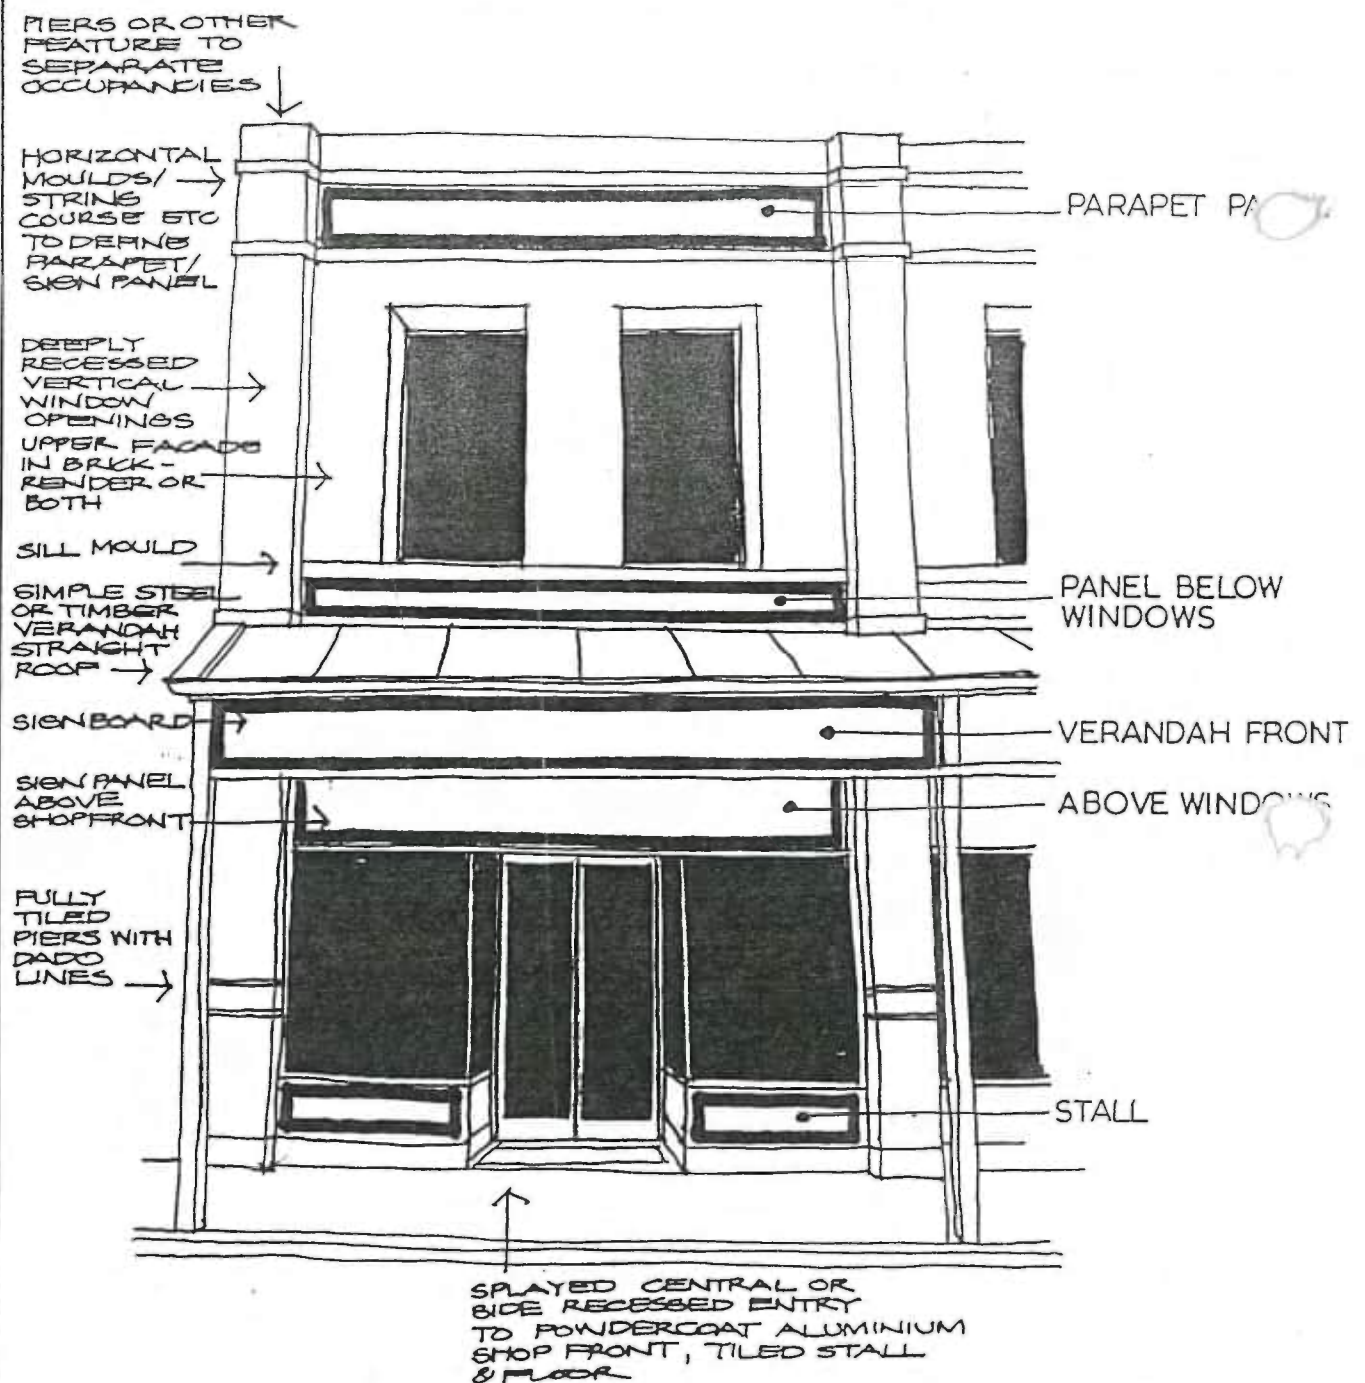 PIERS OR OTHER
FEATURE TO
SEPARATE
OCCUPANCIES
HORIZONTAL
MOULDS/
STRING
COURSE ETC
TO DEFINE
PARAPET/
SIGN PANEL
DEEPLY
RECESSED
VERTICAL
WINDOW
OPENINGS
UPPER FACADE
IN BRICK-
RENDER OR
BOTH
SILL MOULD
SIMPLE STEEL
OR TIMBER
VERANDAH
STRAIGHT
ROOF
SIGNBOARD
SIGN PANEL
ABOVE
SHOPFRONT
FULLY
TILED
PIERS WITH
DADO
LINES
PARAPET
PANEL BELOW
WINDOWS
VERANDAH FRONT
ABOVE WINDOWS
STALL
SPLAYED CENTRAL OR
SIDE RECESSED ENTRY
TO POWDERCOAT ALUMINIUM
SHOP FRONT, TILED STALL
& FLOOR